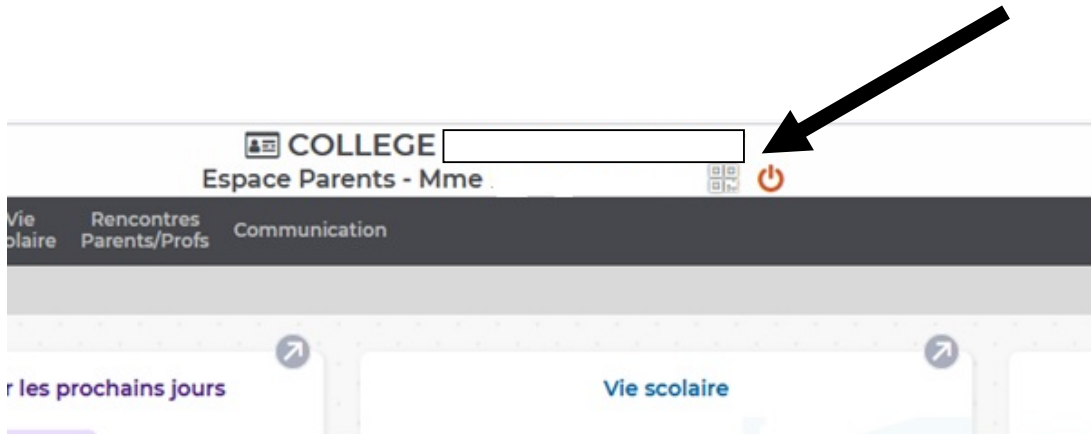 COLLEGE
Espace Parents - Mme
Vie
olaire
Rencontres
Parents/Profs
Communication
r les prochains jours
Vie scolaire